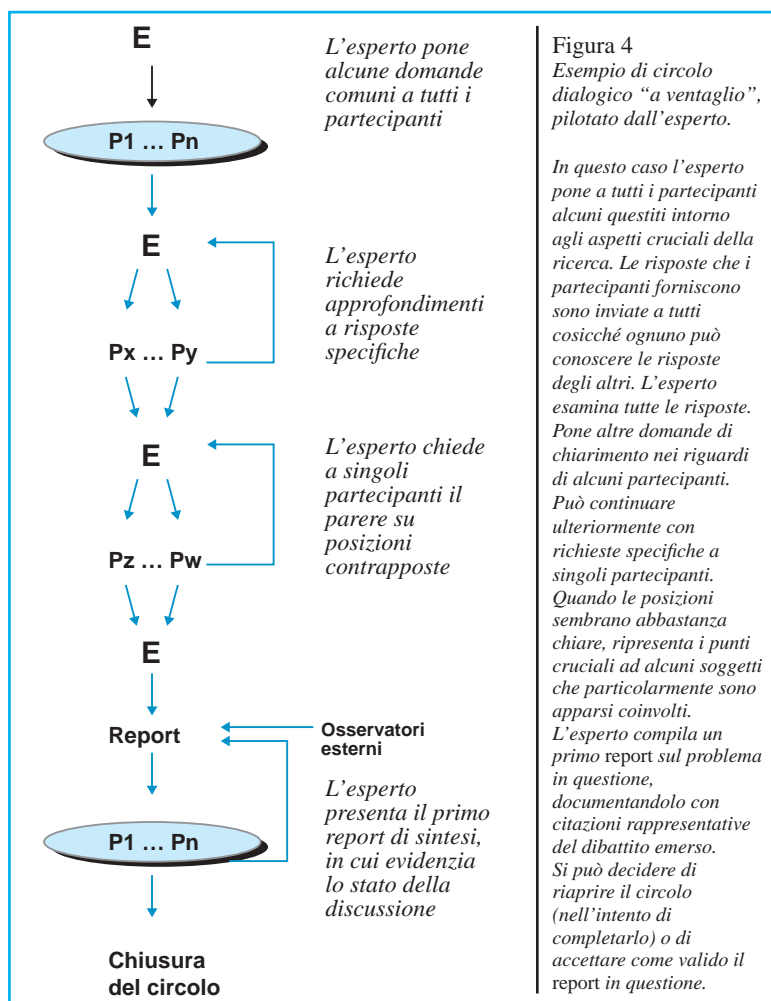 E
L'esperto pone
alcune domande
comuni a tutti i
partecipanti
P1 … Pn
E
L'esperto
richiede
approfondimenti
a risposte
specifiche
Px … Py
E
L'esperto chiede
a singoli
partecipanti il
parere su
posizioni
contrapposte
Pz … Pw
E
Report
Osservatori
esterni
L'esperto
presenta il primo
report di sintesi,
in cui evidenzia
lo stato della
discussione
P1 … Pn
Chiusura
del circolo
Figura 4
Esempio di circolo
dialogico “a ventaglio”,
pilotato dall'esperto.
In questo caso l'esperto
pone a tutti i partecipanti
alcuni questiti intorno
agli aspetti cruciali della
ricerca. Le risposte che i
partecipanti forniscono
sono inviate a tutti
cosicché ognuno può
conoscere le risposte
degli altri. L'esperto
esamina tutte le risposte.
Pone altre domande di
chiarimento nei riguardi
di alcuni partecipanti.
Può continuare
ulteriormente con
richieste specifiche a
singoli partecipanti.
Quando le posizioni
sembrano abbastanza
chiare, ripresenta i punti
cruciali ad alcuni soggetti
che particolarmente sono
apparsi coinvolti.
L'esperto compila un
primo report sul problema
in questione,
documentandolo con
citazioni rappresentative
del dibattito emerso.
Si può decidere di
riaprire il circolo
(nell'intento di
completarlo) o di
accettare come valido il
report in questione.